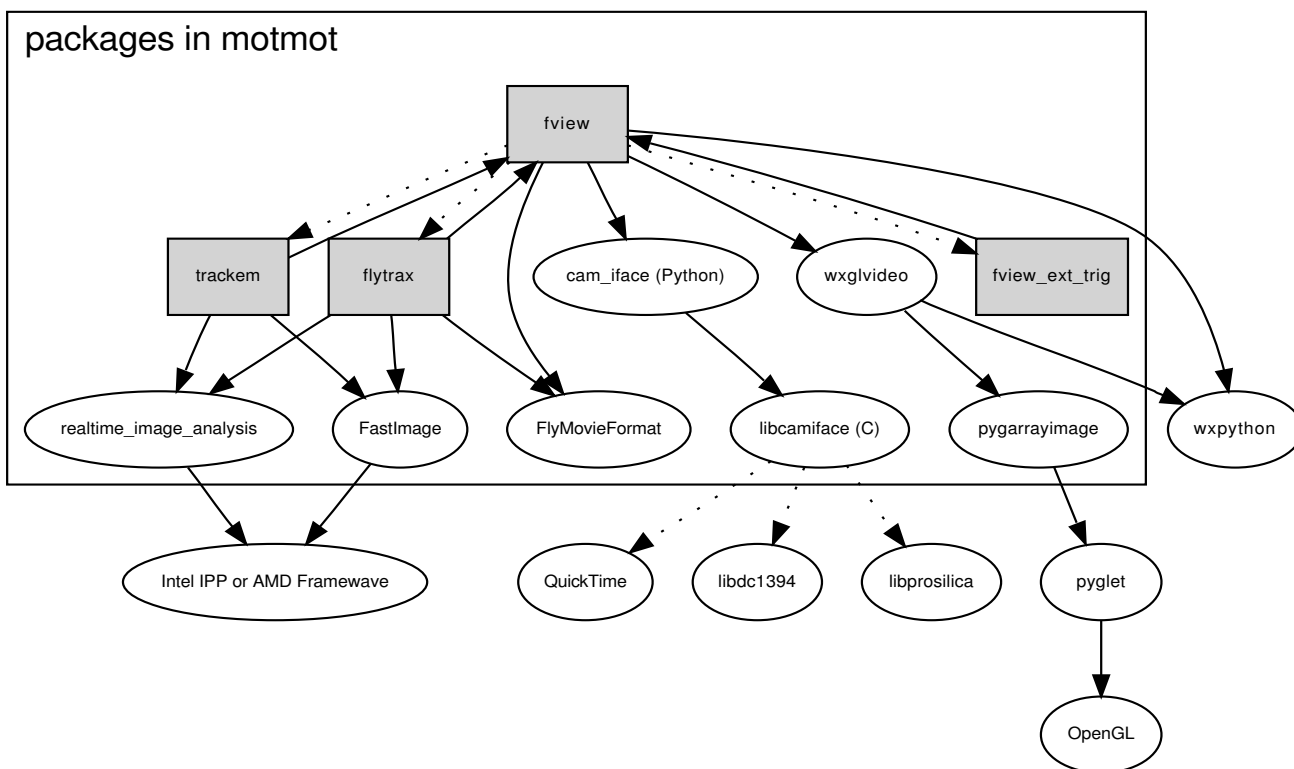 packages in motmot
fview
trackem
flytrax
cam_iface (Python)
wxglvideo
fview_ext_trig
realtime_image_analysis
FastImage
FlyMovieFormat
libcamiface (C)
pygarrayimage
wxpython
Intel IPP or AMD Framewave
QuickTime
libdc1394
libprosilica
pyglet
OpenGL